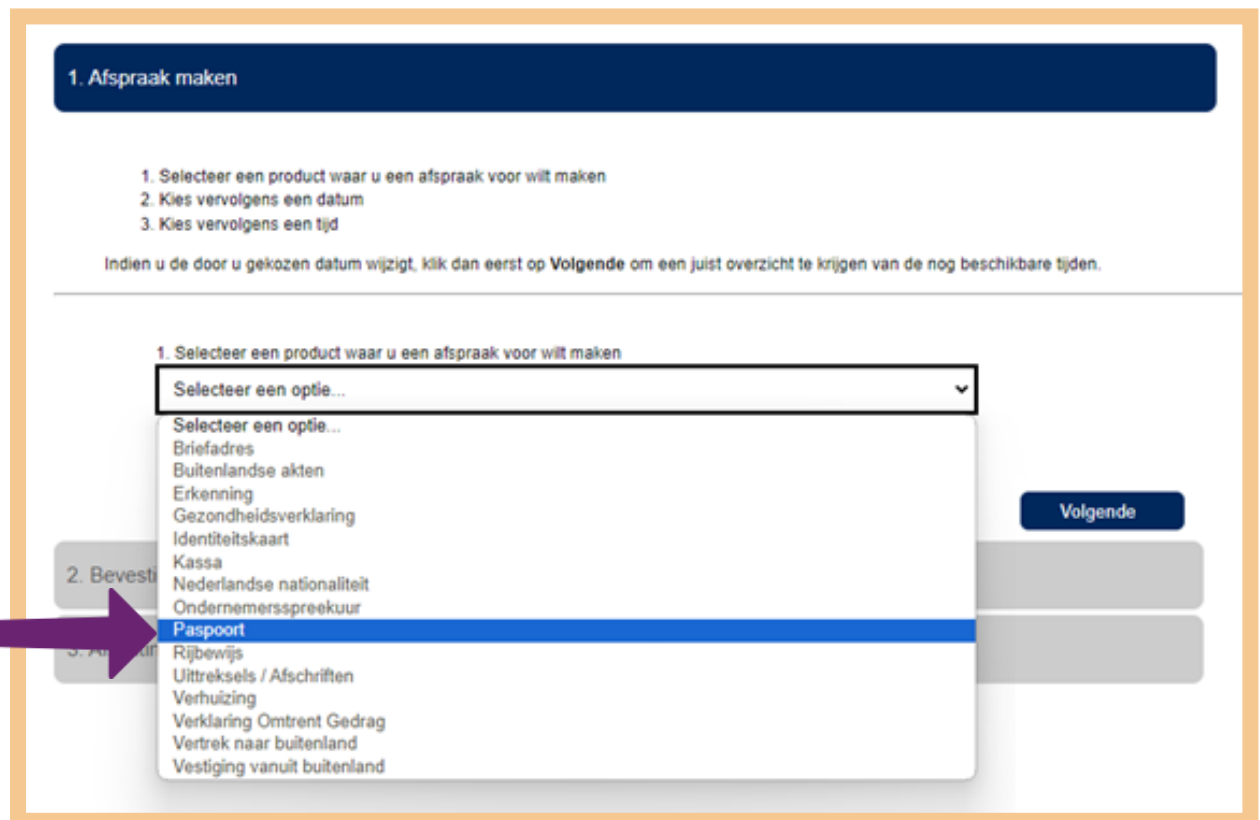 1. Afspraak maken
1. Selecteer een product waar u een afspraak voor wilt maken
2. Kies vervolgens een datum
3. Kies vervolgens een tijd
Indien u de door u gekozen datum wijzigt, klik dan eerst op Volgende om een juist overzicht te krijgen van de nog beschikbare tijden.
1. Selecteer een product waar u een afspraak voor wilt maken
Selecteer een optie...
Selecteer een optie...
Briefadres
Buitenlandse akten
Erkenning
Gezondheidsverklaring
Identiteitskaart
Kassa
Nederlandse nationaliteit
Ondernemersspreekuur
Paspoort
Rijbewijs
Uittreksels / Afschriften
Verhuizing
Verklaring Omtrent Gedrag
Vertrek naar buitenland
Vestiging vanuit buitenland
Volgende
2. Bevesti
3.